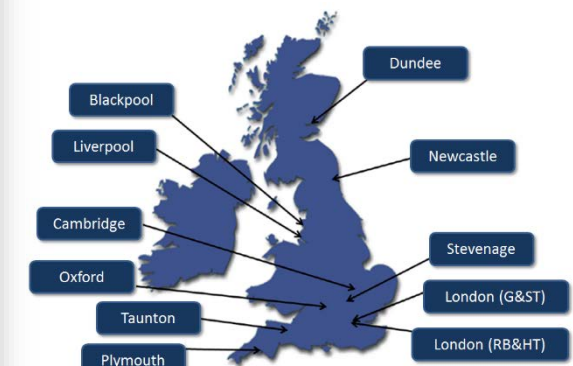 Dundee
Blackpool
Liverpool
Newcastle
Cambridge
Stevenage
Oxford
London (G&ST)
Taunton
London (RB&HT)
Plymouth